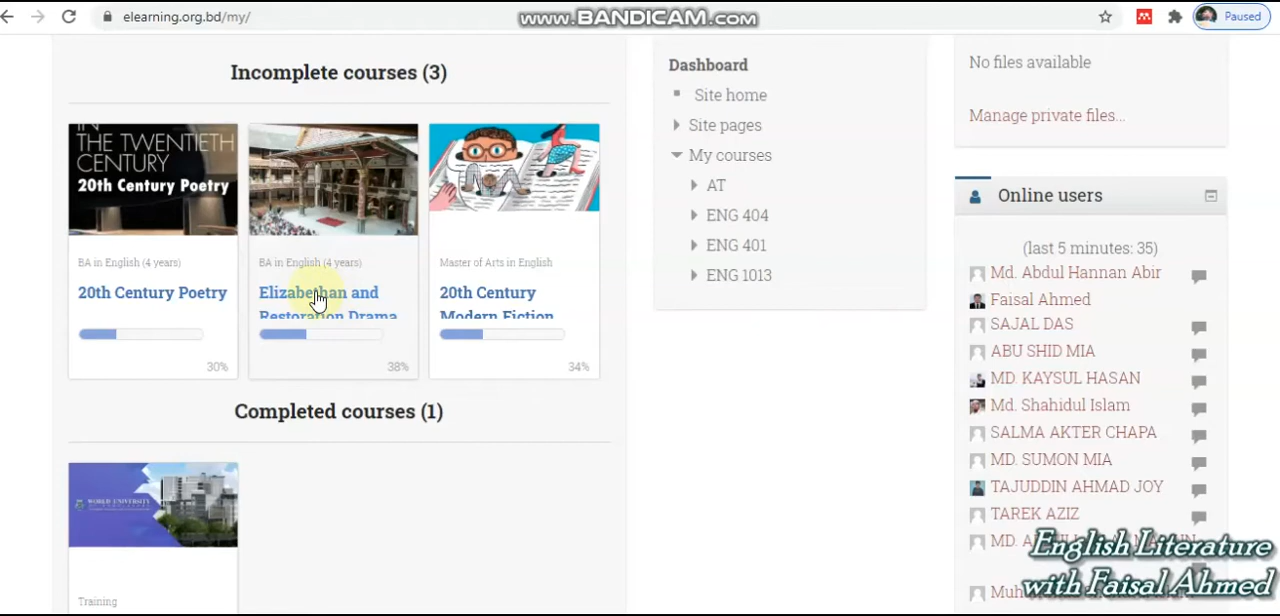 elearning.org.bd/my/
www.BANDICAM.com
Paused
Incomplete courses (3)
IN
THE TWENTIETH
CENTURY
20th Century Poetry
BA in English (4 years)
20th Century Poetry
30%
BA in English (4 years)
Elizabethan and
Restoration Drama
38%
Master of Arts in English
20th Century
Modern Fiction
34%
Completed courses (1)
WORLD UNIVERSITY
Training
Dashboard
Site home
Site pages
My courses
AT
ENG 404
ENG 401
ENG 1013
No files available
Manage private files...
Online users
(last 5 minutes: 35)
Md. Abdul Hannan Abir
Faisal Ahmed
SAJAL DAS
ABU SHID MIA
MD. KAYSUL HASAN
Md. Shahidul Islam
SALMA AKTER CHAPA
MD. SUMON MIA
TAJUDDIN AHMAD JOY
TAREK AZIZ
MD.
English Literature
with Faisal Ahmed